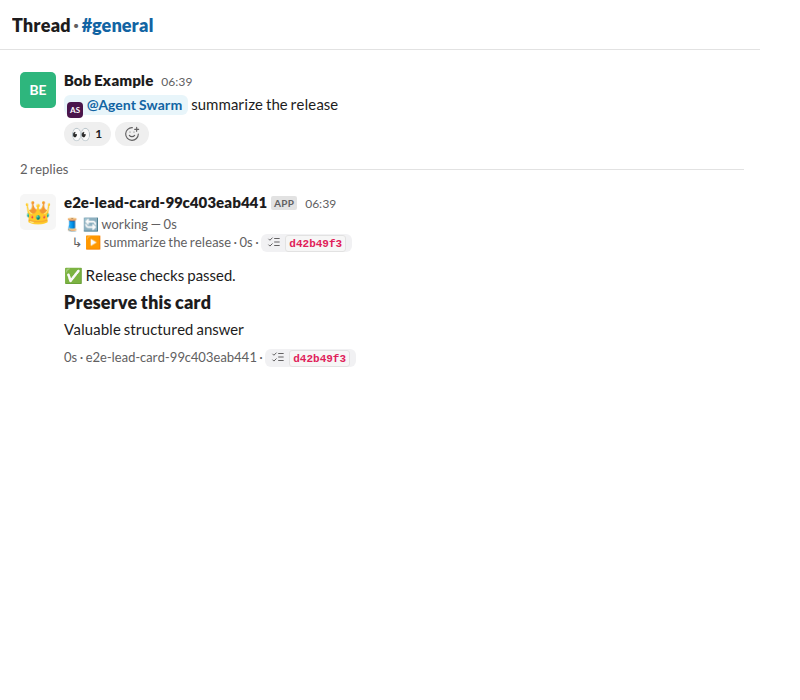 Thread · #general
BE
Bob Example 06:39
AS @Agent Swarm summarize the release
👀 1
2 replies
e2e-lead-card-99c403eab441 APP 06:39
🧵 🔄 working — 0s
↳ ▶️ summarize the release · 0s · d42b49f3
✅ Release checks passed.
Preserve this card
Valuable structured answer
0s · e2e-lead-card-99c403eab441 · d42b49f3